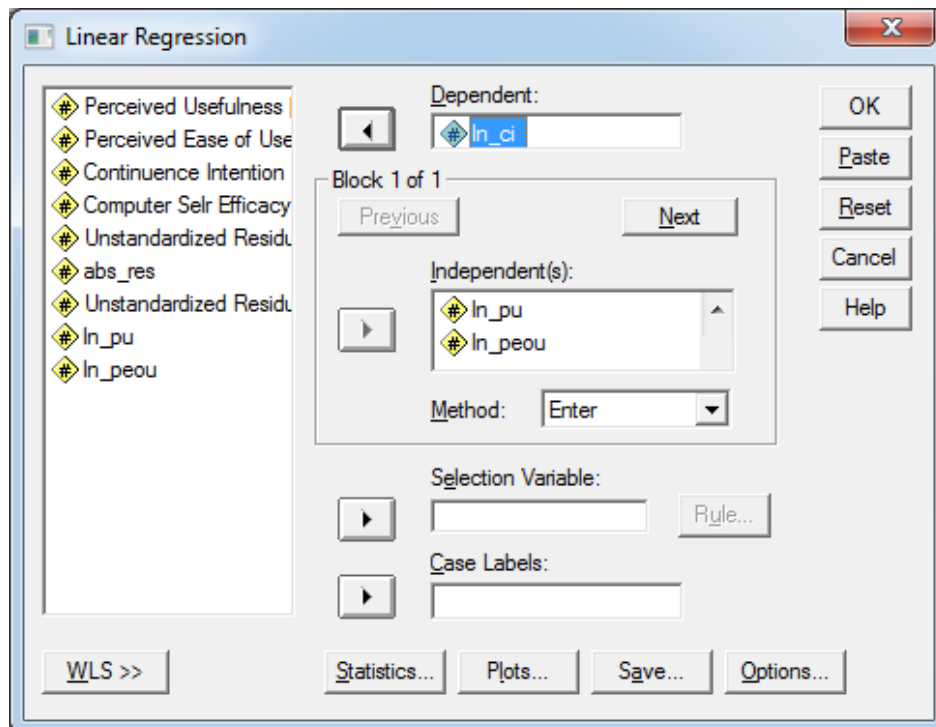 Linear Regression
Perceived Usefulness
Perceived Ease of Use
Continuence Intention
Computer Selr Efficacy
Unstandardized Residu
abs_res
Unstandardized Residu
ln_pu
ln_peou
WLS >>
Dependent:
ln_ci
Block 1 of 1
Previous
Next
Independent(s):
ln_pu
ln_peou
Method:
Enter
Selection Variable:
Rule...
Case Labels:
Statistics...
Plots...
Save...
Options...
OK
Paste
Reset
Cancel
Help